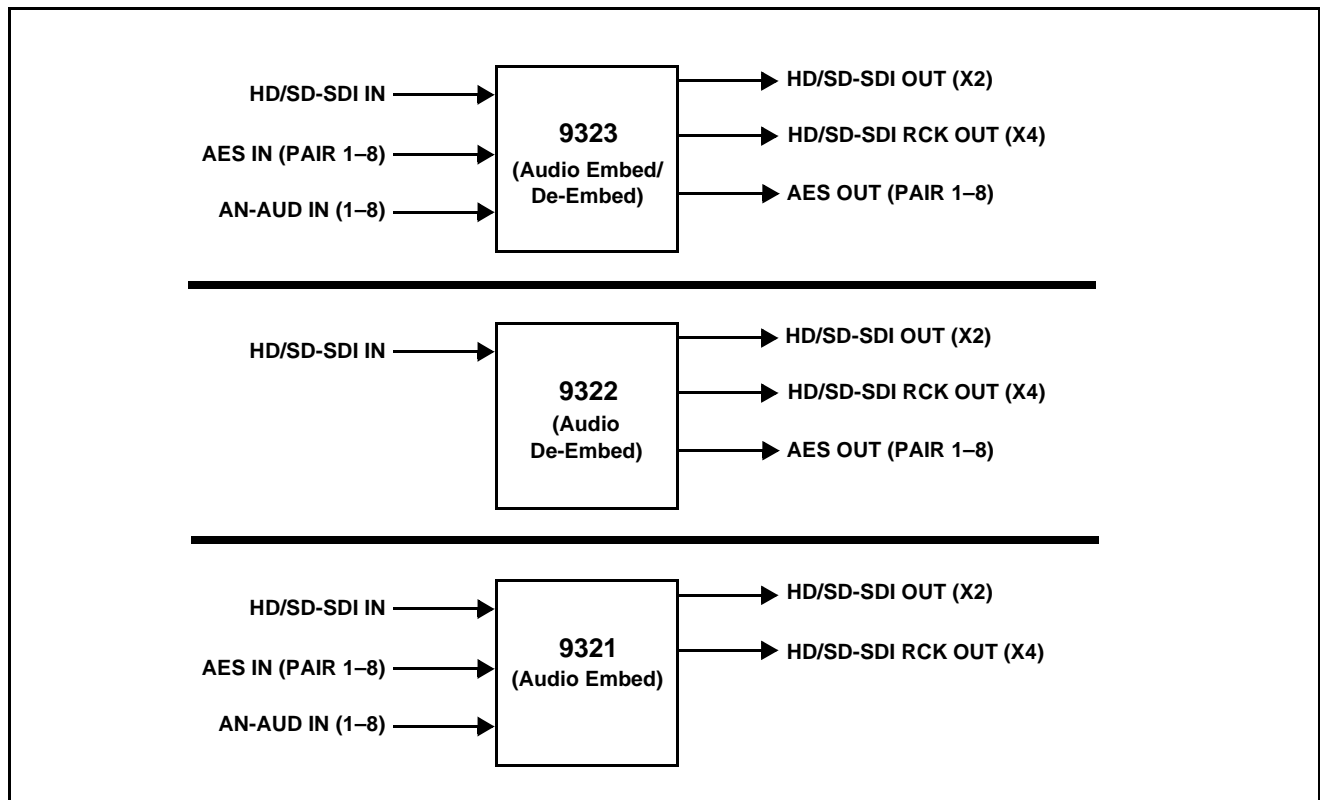 HD/SD-SDI IN
AES IN (PAIR 1–8)
AN-AUD IN (1–8)
9323
(Audio Embed/
De-Embed)
HD/SD-SDI OUT (X2)
HD/SD-SDI RCK OUT (X4)
AES OUT (PAIR 1–8)
HD/SD-SDI IN
9322
(Audio
De-Embed)
HD/SD-SDI OUT (X2)
HD/SD-SDI RCK OUT (X4)
AES OUT (PAIR 1–8)
HD/SD-SDI IN
AES IN (PAIR 1–8)
AN-AUD IN (1–8)
9321
(Audio Embed)
HD/SD-SDI OUT (X2)
HD/SD-SDI RCK OUT (X4)